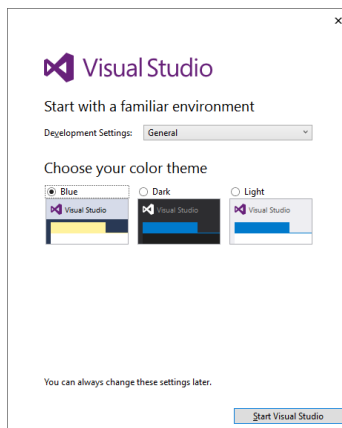 Visual Studio
Start with a familiar environment
Development Settings: General
Choose your color theme
Blue Dark Light
Visual Studio Visual Studio Visual Studio
You can always change these settings later.
Start Visual Studio